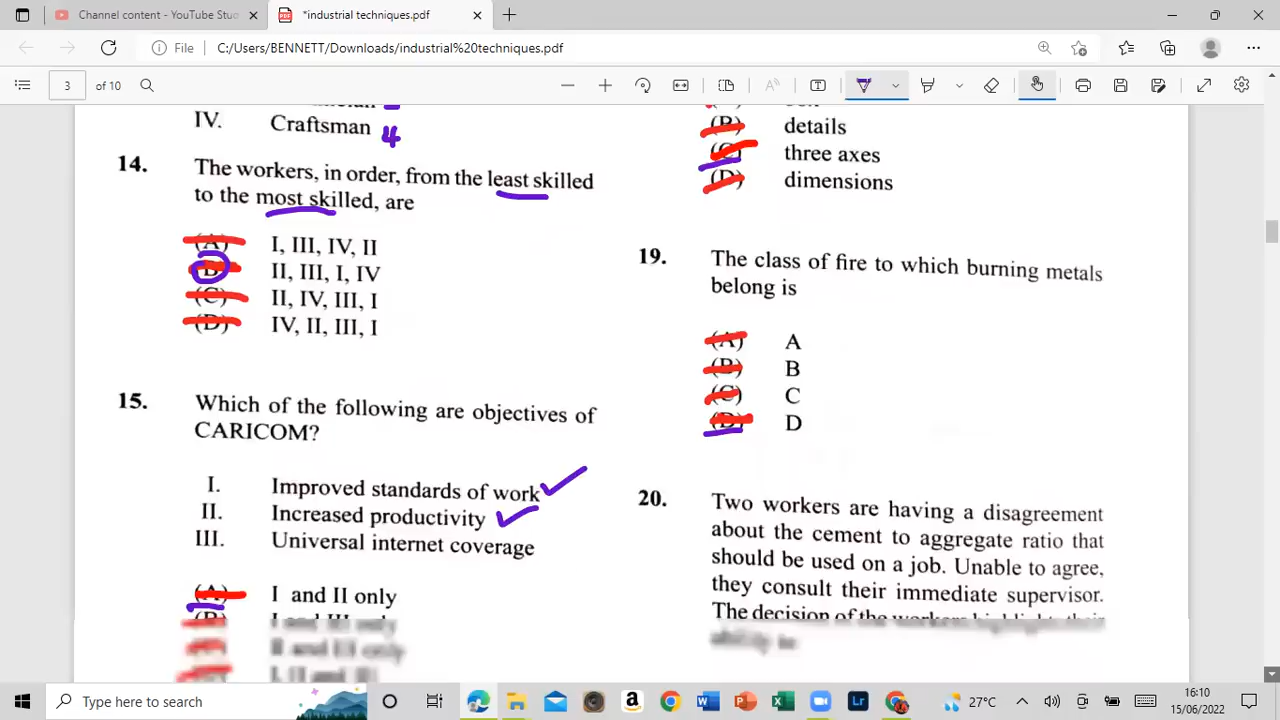 Content channel - YouTube Stu
*industrial techniques.pdf
File
C:/Users/BENNETT/Downloads/industrial%20techniques.pdf
3
of 10
IV. Craftsman 4
14. The workers, in order, from the least skilled
to the most skilled, are
(A) I, III, IV, II
(B) II, III, I, IV
(C) II, IV, III, I
(D) IV, II, III, I
15. Which of the following are objectives of
CARICOM?
I. Improved standards of work
II. Increased productivity
III. Universal internet coverage
(A) I and II only
(B) I and III only
II and III only
I, II and III
(B) details
(C) three axes
(D) dimensions
19. The class of fire to which burning metals
belong is
(A) A
(B) B
(C) C
(D) D
20. Two workers are having a disagreement
about the cement to aggregate ratio that
should be used on a job. Unable to agree,
they consult their immediate supervisor.
The decision of the workers highlights their
ability to
Type here to search
27°C
16:10
15/09/2022